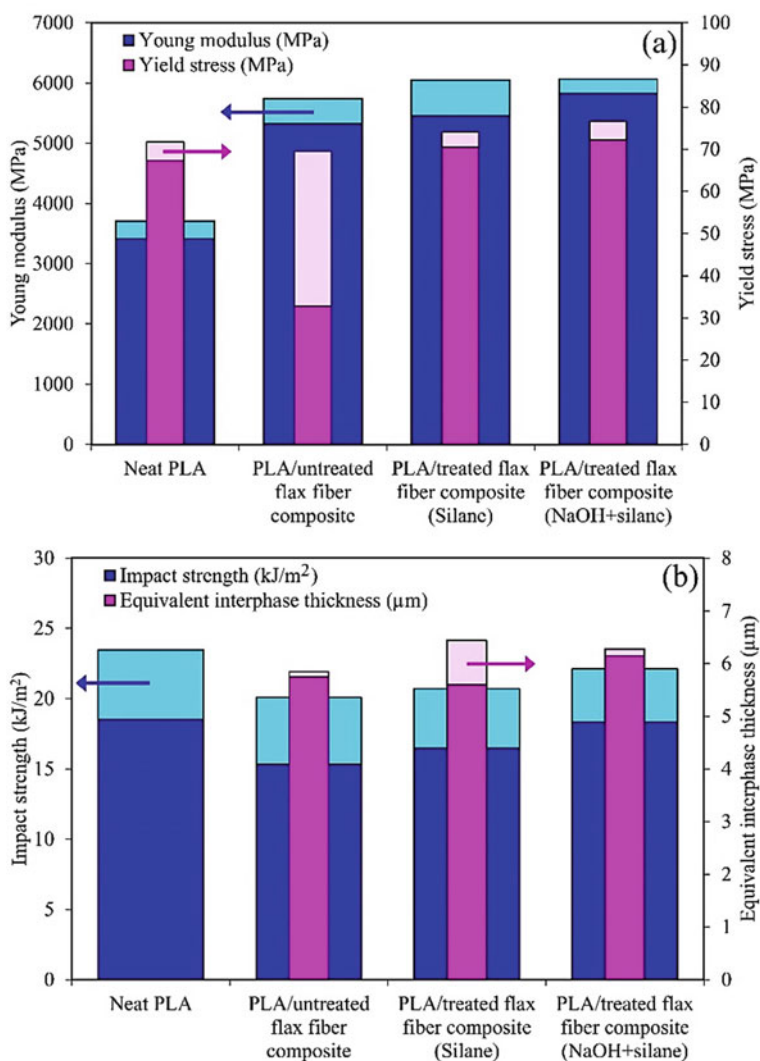 (a)
Young modulus (MPa)
Yield stress (MPa)
Young modulus (MPa)
7000
6000
5000
4000
3000
2000
1000
0
100
90
80
70
60
50
40
30
20
10
0
Yield stress (MPa)
Neat PLA
PLA/untreated
flax fiber
composite
PLA/treated flax
fiber composite
(Silane)
PLA/treated flax
fiber composite
(NaOH+silane)
(b)
Impact strength (kJ/m²)
Equivalent interphase thickness (µm)
Impact strength (kJ/m²)
30
25
20
15
10
5
0
8
7
6
5
4
3
2
1
0
Equivalent interphase thickness (µm)
Neat PLA
PLA/untreated
flax fiber
composite
PLA/treated flax
fiber composite
(Silane)
PLA/treated flax
fiber composite
(NaOH+silane)